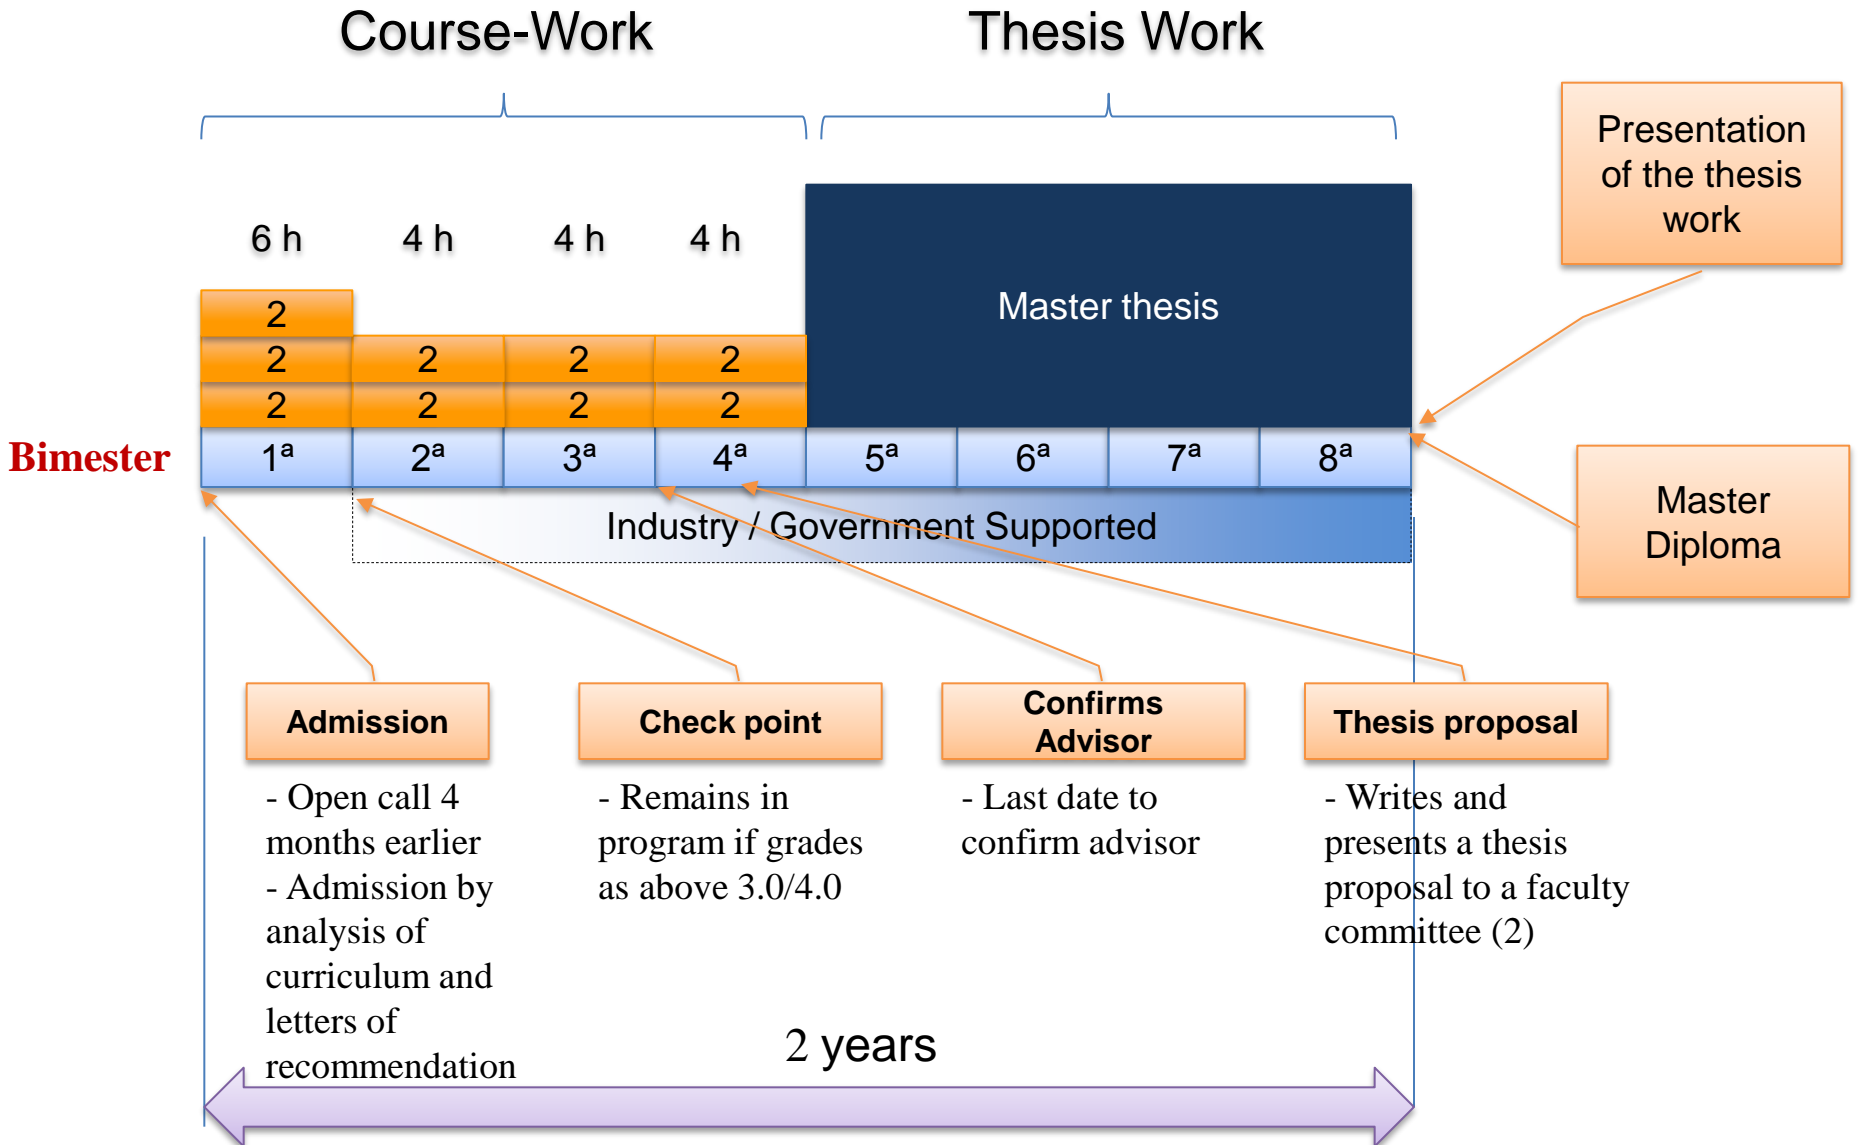 Course-Work
Thesis Work
Presentation
of the thesis
work
6 h
4 h
4 h
4 h
Master thesis
2
2
2
2
2
2
2
2
2
Bimester
1ª
2ª
3ª
4ª
5ª
6ª
7ª
8ª
Industry / Government Supported
Master
Diploma
Admission
- Open call 4
months earlier
- Admission by
analysis of
curriculum and
letters of
recommendation
Check point
- Remains in
program if grades
as above 3.0/4.0
Confirms
Advisor
- Last date to
confirm advisor
Thesis proposal
- Writes and
presents a thesis
proposal to a faculty
committee (2)
2 years